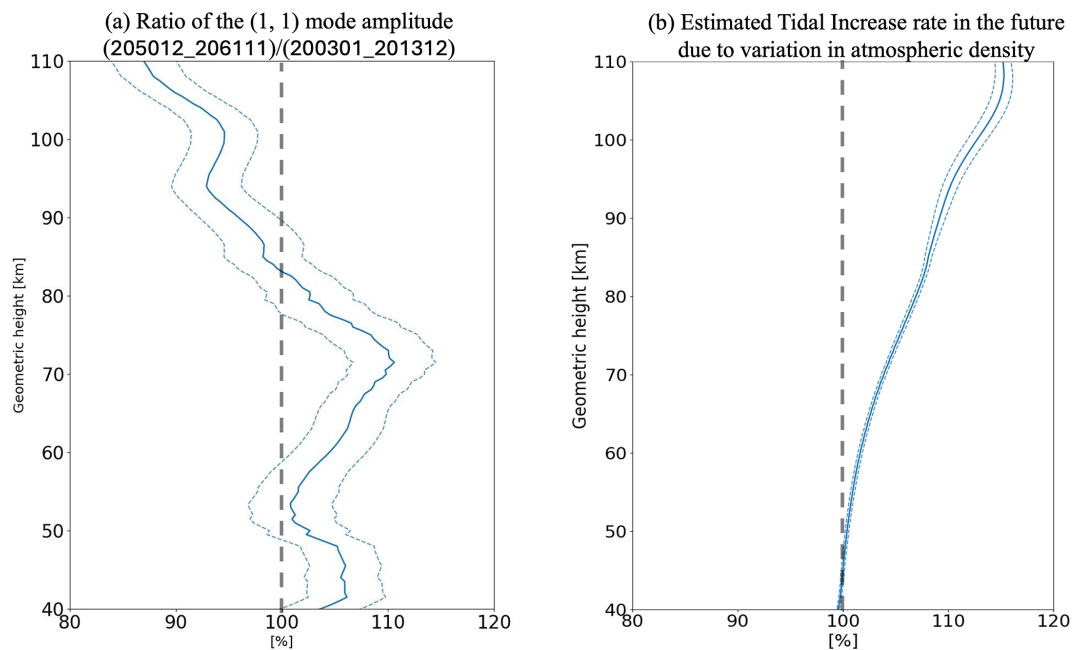 (a) Ratio of the (1, 1) mode amplitude
(205012_206111)/(200301_201312)
110
100
90
80
70
60
50
40
Geometric height [km]
80 90 100 110 120
[%]
(b) Estimated Tidal Increase rate in the future
due to variation in atmospheric density
110
100
90
80
70
60
50
40
Geometric height [km]
80 90 100 110 120
[%]